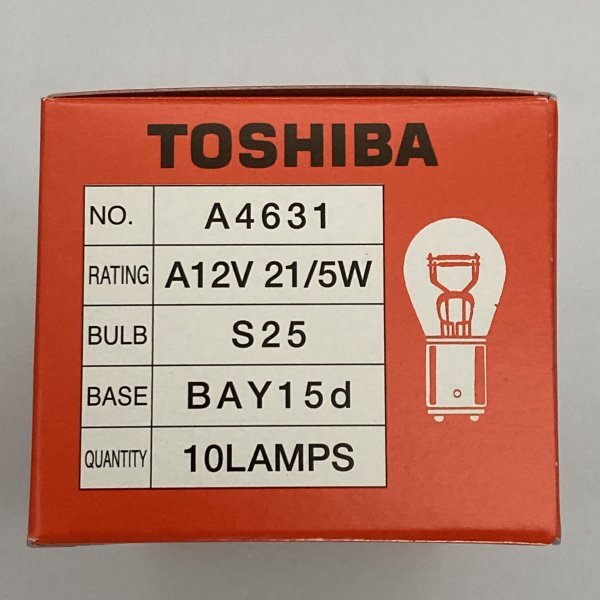 TOSHIBA
NO. A4631
RATING A12V 21/5W
BULB S25
BASE BAY15d
QUANTITY 10LAMPS